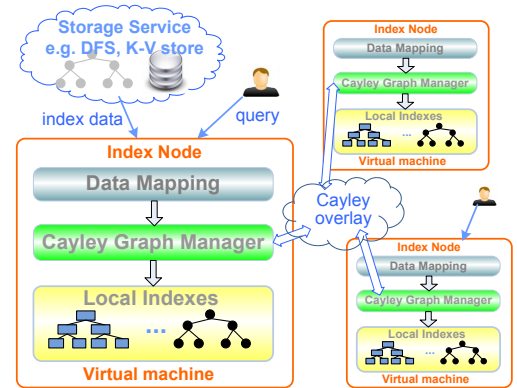 Storage Service
e.g. DFS, K-V store
index data
query
Index Node
Data Mapping
Cayley Graph Manager
Local Indexes
...
Virtual machine
Cayley
overlay
Index Node
Data Mapping
Cayley Graph Manager
Local Indexes
...
Virtual machine
Index Node
Data Mapping
Cayley Graph Manager
Local Indexes
...
Virtual machine